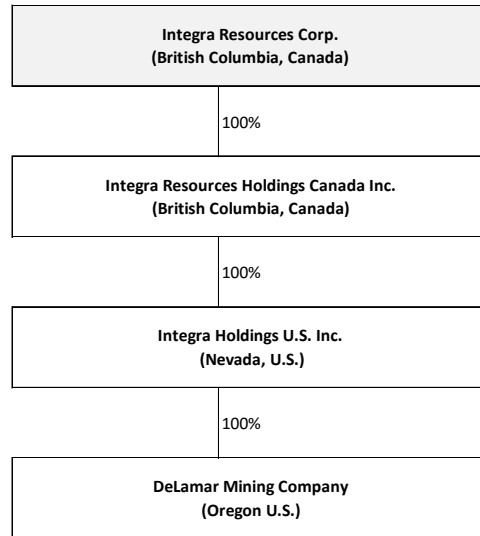 Integra Resources Corp.
(British Columbia, Canada)
100%
Integra Resources Holdings Canada Inc.
(British Columbia, Canada)
100%
Integra Holdings U.S. Inc.
(Nevada, U.S.)
100%
DeLamar Mining Company
(Oregon U.S.)